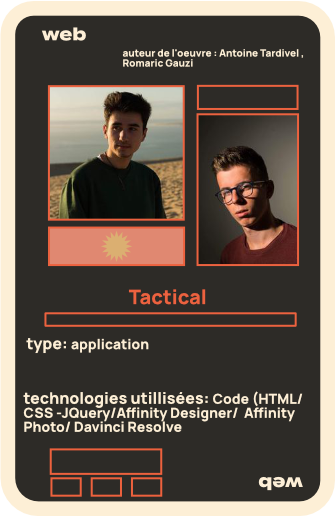 web
auteur de l'oeuvre : Antoine Tardivel ,
Romaric Gauzi
Tactical
type: application
technologies utillisées: Code (HTML/
CSS -JQuery/Affinity Designer/ Affinity
Photo/ Davinci Resolve
web